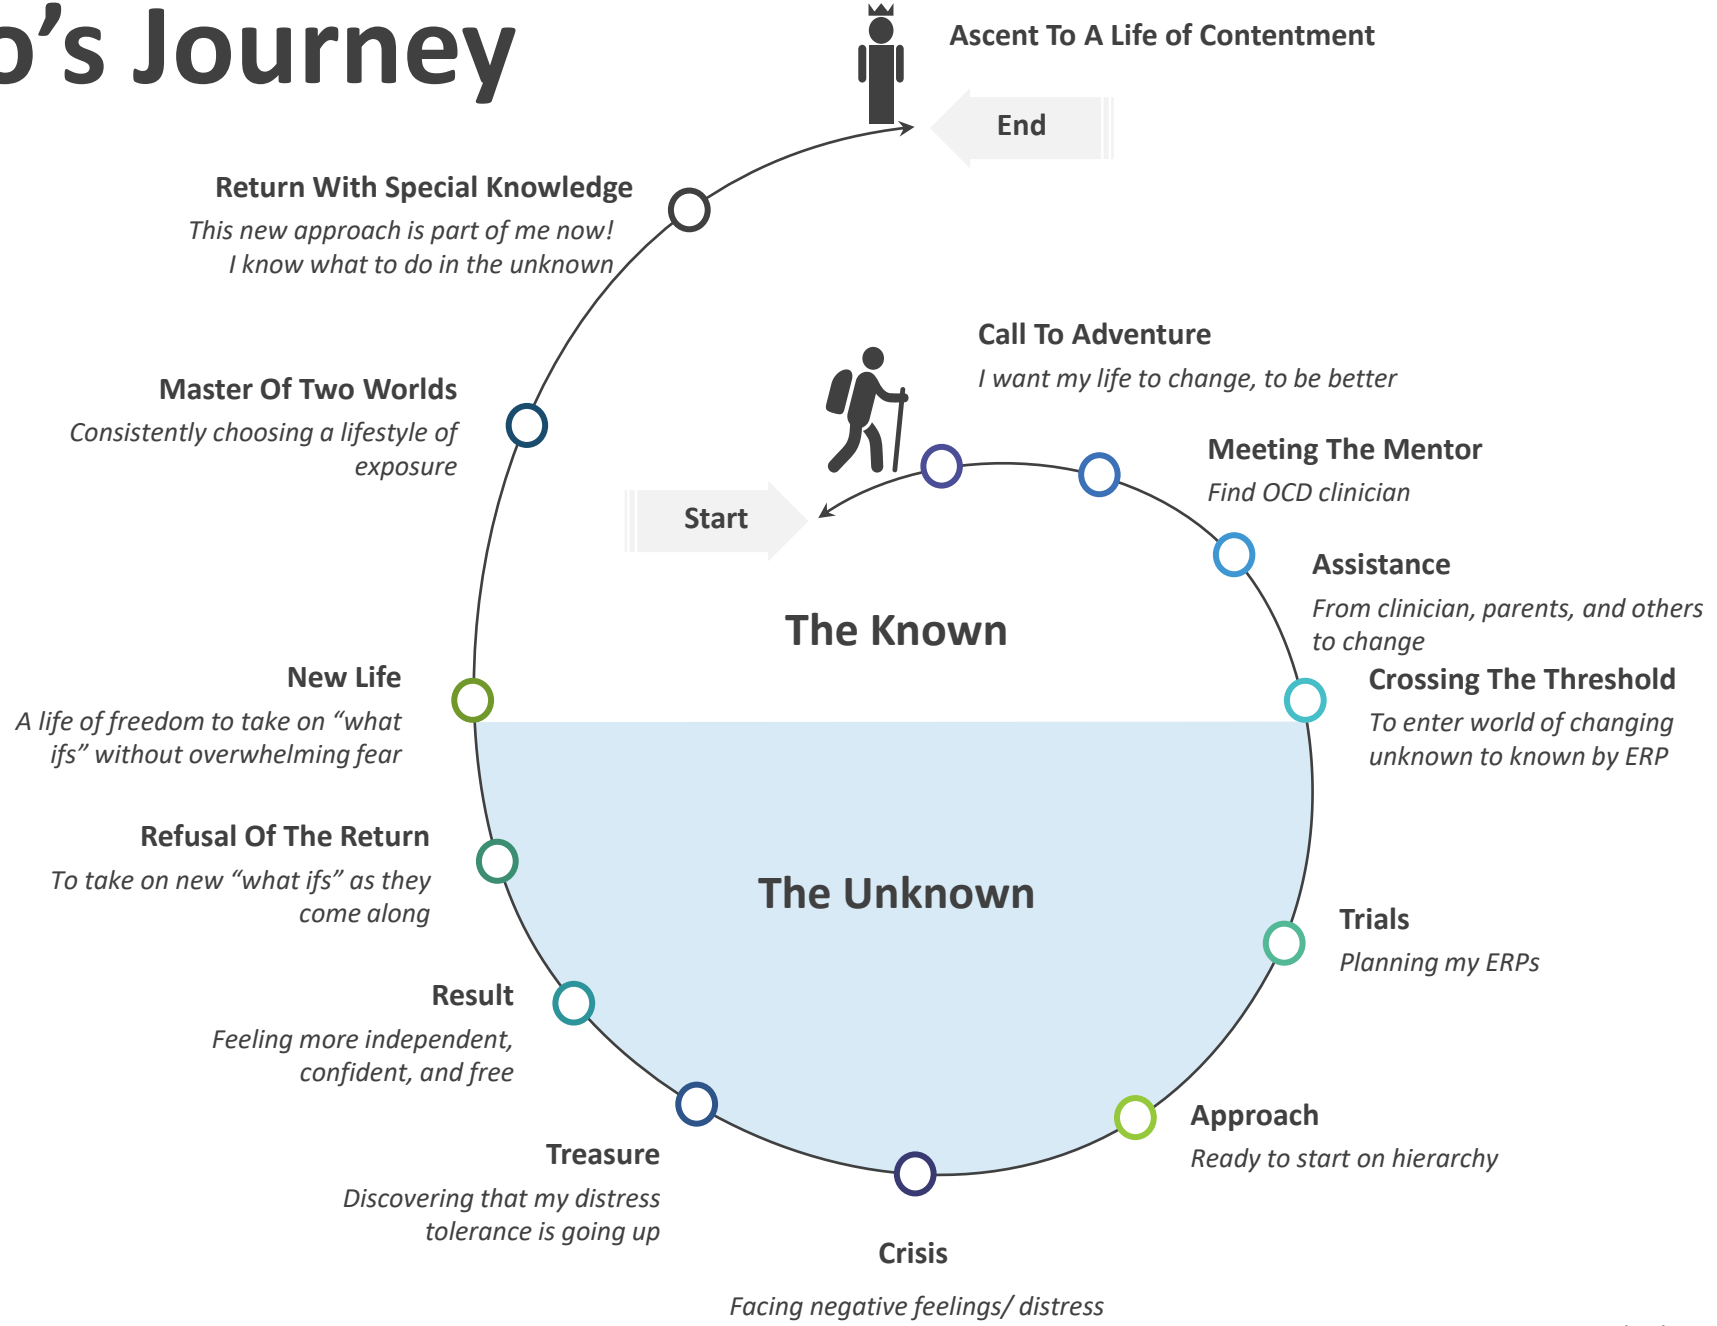 o's Journey
Ascent To A Life of Contentment
End
Return With Special Knowledge
This new approach is part of me now!
I know what to do in the unknown
Call To Adventure
I want my life to change, to be better
Master Of Two Worlds
Consistently choosing a lifestyle of
exposure
Meeting The Mentor
Find OCD clinician
Start
Assistance
From clinician, parents, and others
to change
The Known
New Life
A life of freedom to take on “what
ifs” without overwhelming fear
Crossing The Threshold
To enter world of changing
unknown to known by ERP
Refusal Of The Return
To take on new “what ifs” as they
come along
The Unknown
Trials
Planning my ERPs
Result
Feeling more independent,
confident, and free
Approach
Ready to start on hierarchy
Treasure
Discovering that my distress
tolerance is going up
Crisis
Facing negative feelings/ distress